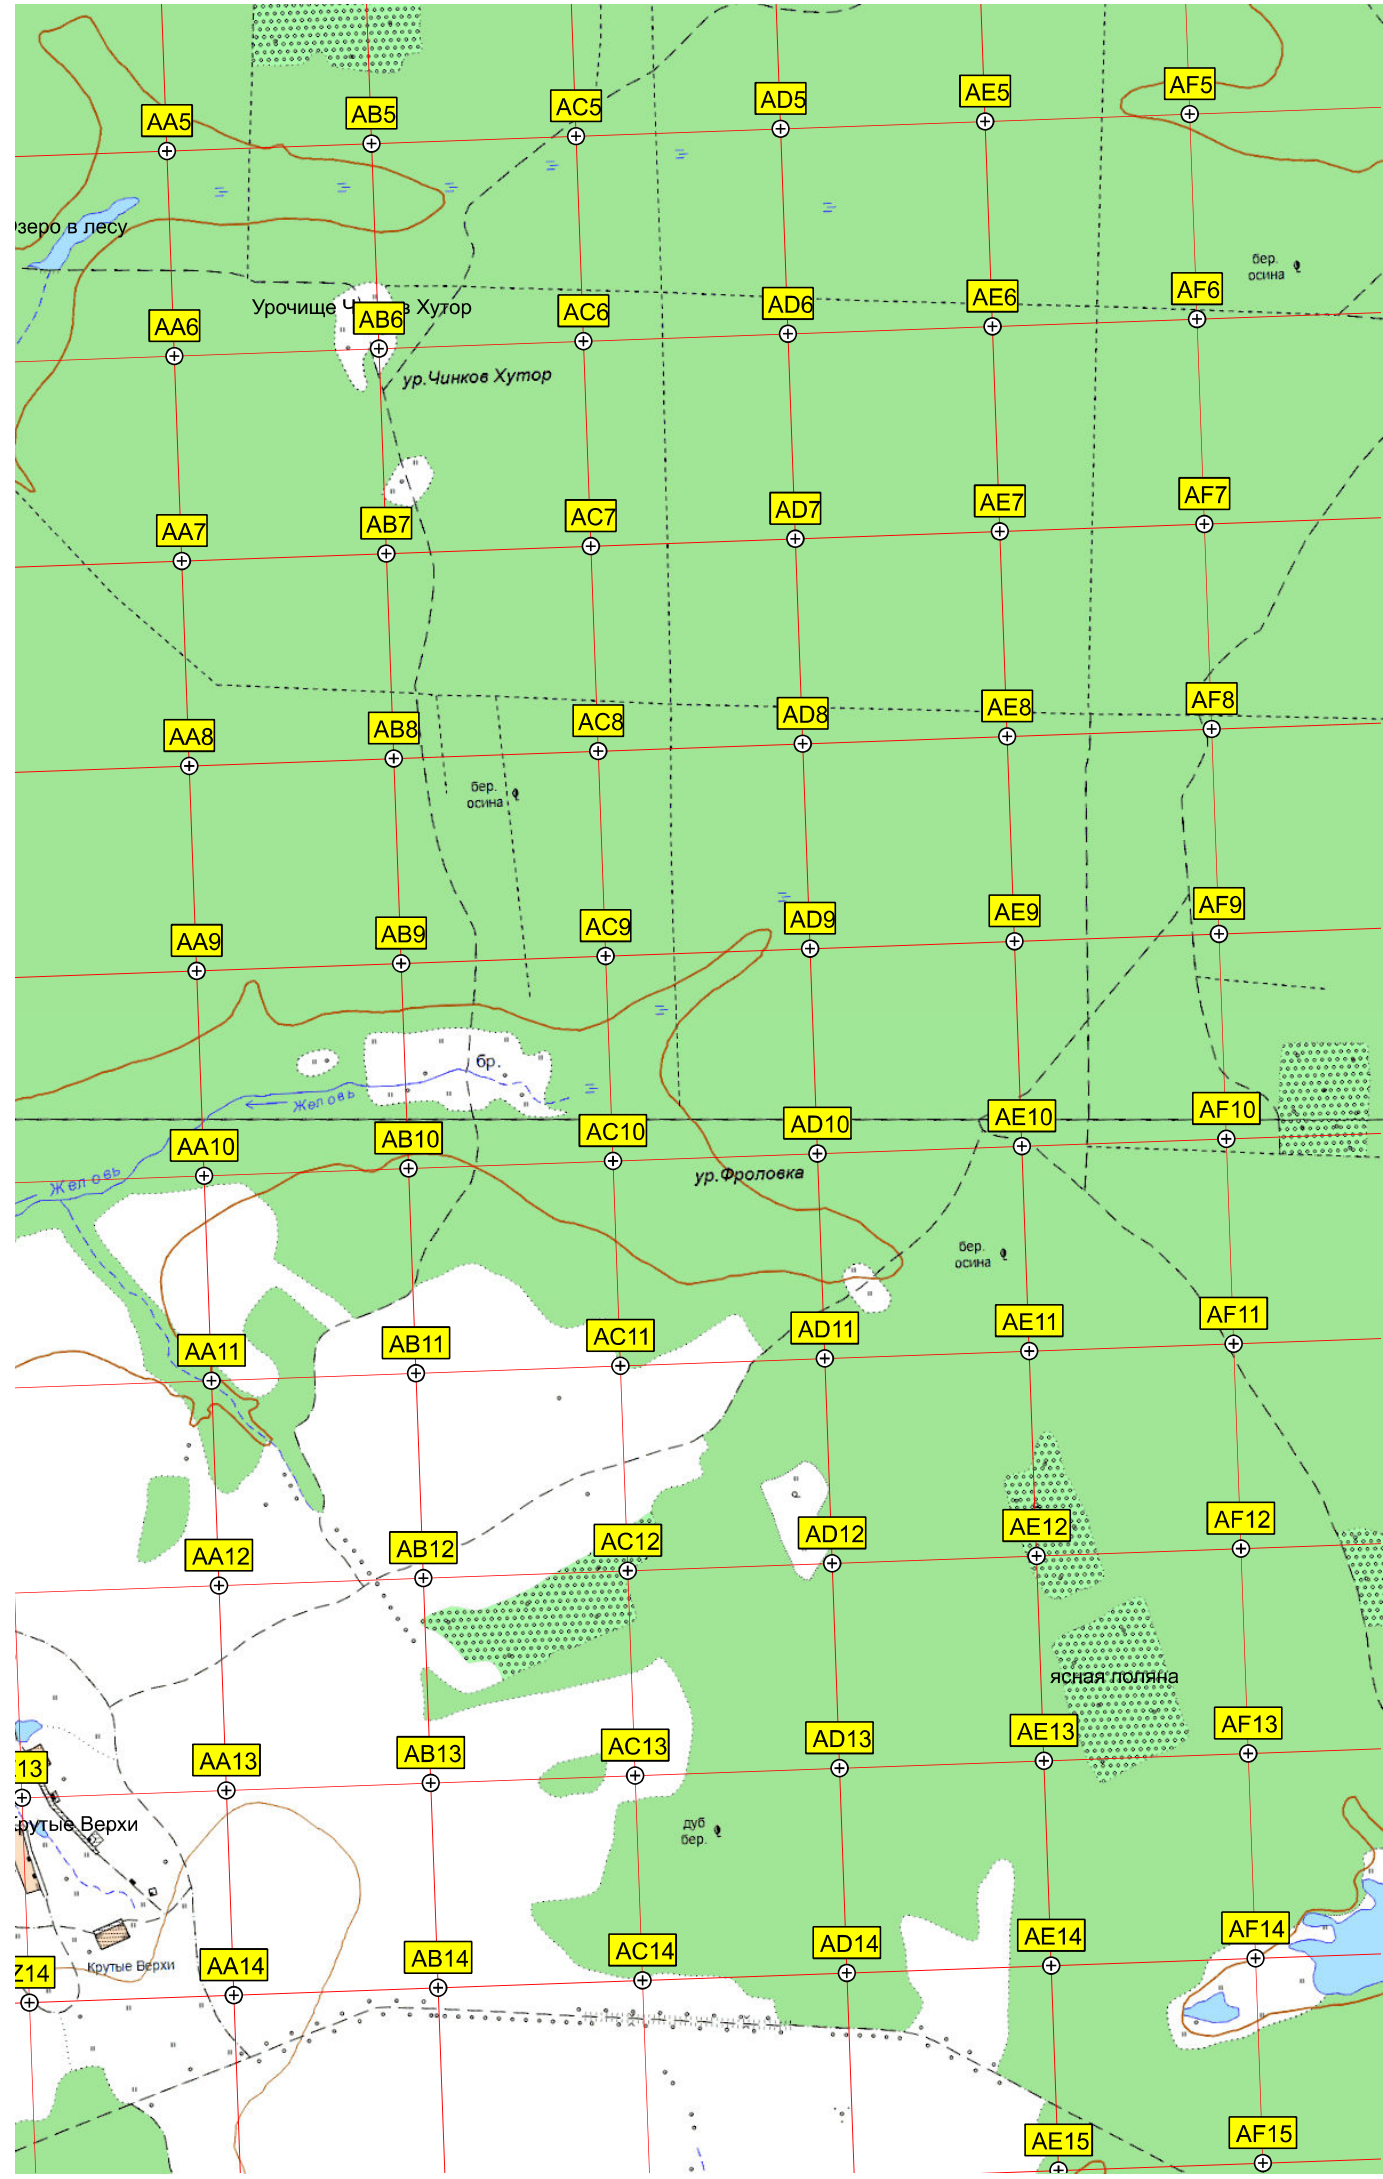 AA5
AB5
AC5
AD5
AE5
AF5
зеро в лесу
бер.
осина
Урочище Ч в Хутор
AA6
AB6
AC6
AD6
AE6
AF6
ур.Чинков Хутор
AA7
AB7
AC7
AD7
AE7
AF7
AA8
AB8
AC8
AD8
AE8
AF8
бер.
осина
AA9
AB9
AC9
AD9
AE9
AF9
бр.
Желовь
AA10
AB10
AC10
AD10
AE10
AF10
Желовь
ур.Фроловка
бер.
осина
AA11
AB11
AC11
AD11
AE11
AF11
AA12
AB12
AC12
AD12
AE12
AF12
ясная поляна
13
AA13
AB13
AC13
AD13
AE13
AF13
рутые Верхи
дуб
бер.
Крутые Верхи
Z14
AA14
AB14
AC14
AD14
AE14
AF14
AE15
AF15